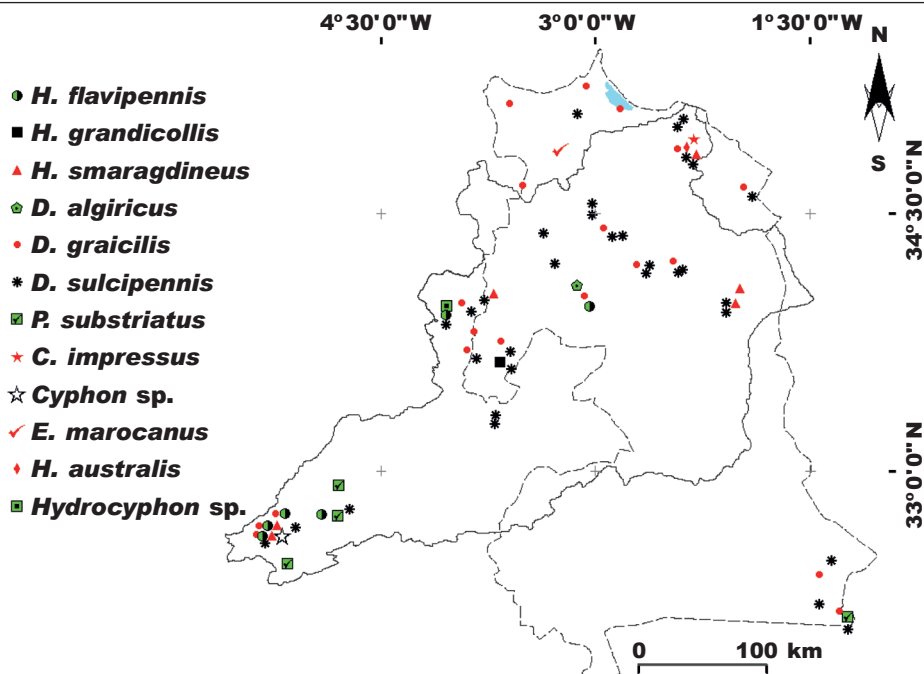 4°30'0"W 3°0'0"W 1°30'0"W
N
S
H. flavipennis
H. grandicollis
H. smaragdineus
D. algiricus
D. graicilis
D. sulcipennis
P. substriatus
C. impressus
Cyphon sp.
E. marocanus
H. australis
Hydrocyphon sp.
34°30'0"N
33°0'0"N
0 100 km